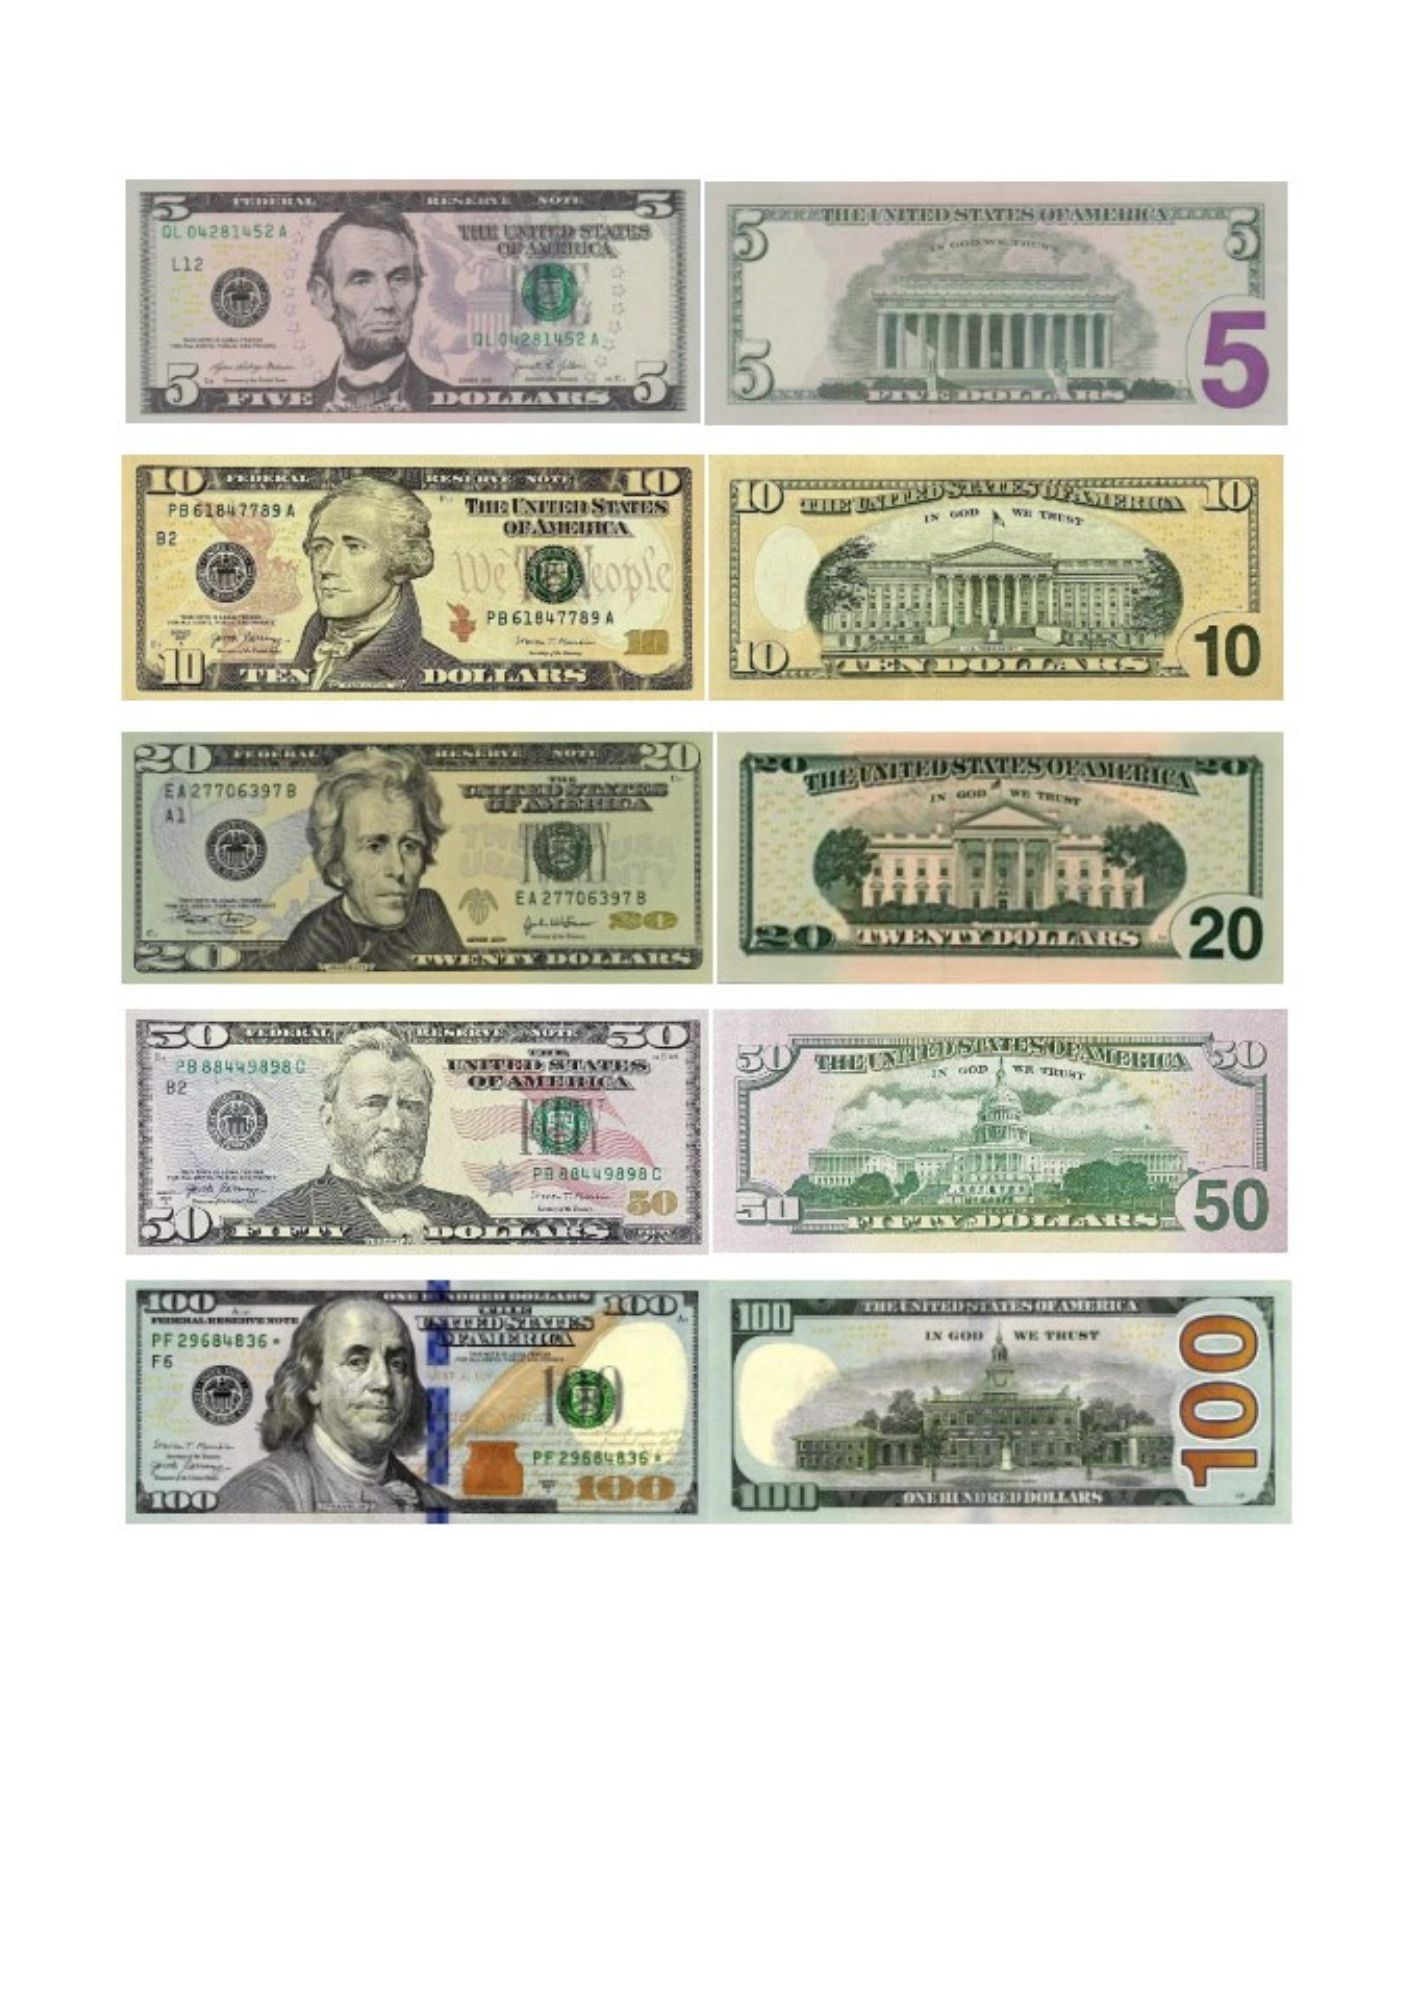 5 FEDERAL RESERVE NOTE 5
QL 04281452 A
THE UNITED STATES
OF AMERICA
L12
QL 04281452 A
5 FIVE DOLLARS 5
5 THE UNITED STATES OF AMERICA 5
IN GOD WE TRUST
5 FIVE DOLLARS 5
10 FEDERAL RESERVE NOTE 10
PB 61847789 A
THE UNITED STATES
OF AMERICA
B2
We The People
PB 61847789 A
10
10 TEN DOLLARS
10 THE UNITED STATES OF AMERICA 10
IN GOD WE TRUST
10 TEN DOLLARS 10
20 FEDERAL RESERVE NOTE 20
EA 27706397 B
THE
UNITED STATES
OF AMERICA
A1
EA 27706397 B
20
20 TWENTY DOLLARS
20 THE UNITED STATES OF AMERICA 20
IN GOD WE TRUST
20 TWENTY DOLLARS 20
50 FEDERAL RESERVE NOTE 50
PB 88449898 C
THE
UNITED STATES
OF AMERICA
B2
PB 88449898 C
50
50 FIFTY DOLLARS
50 THE UNITED STATES OF AMERICA 50
IN GOD WE TRUST
50 FIFTY DOLLARS 50
100 ONE HUNDRED DOLLARS 100
FEDERAL RESERVE NOTE
THE
UNITED STATES
OF AMERICA
PF 29684836 *
F6
PF 29684836 *
100
100
100 THE UNITED STATES OF AMERICA
IN GOD WE TRUST
100
100 ONE HUNDRED DOLLARS